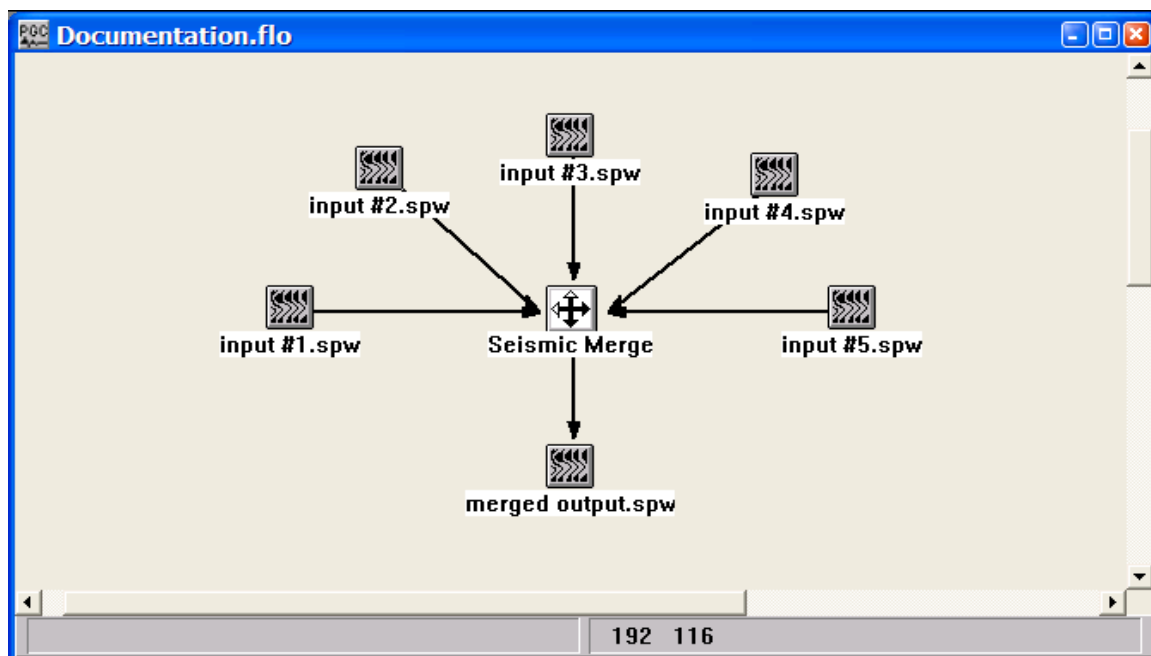 PGC
Documentation.flo
input #3.spw
input #2.spw
input #4.spw
input #1.spw
Seismic Merge
input #5.spw
merged output.spw
192 116